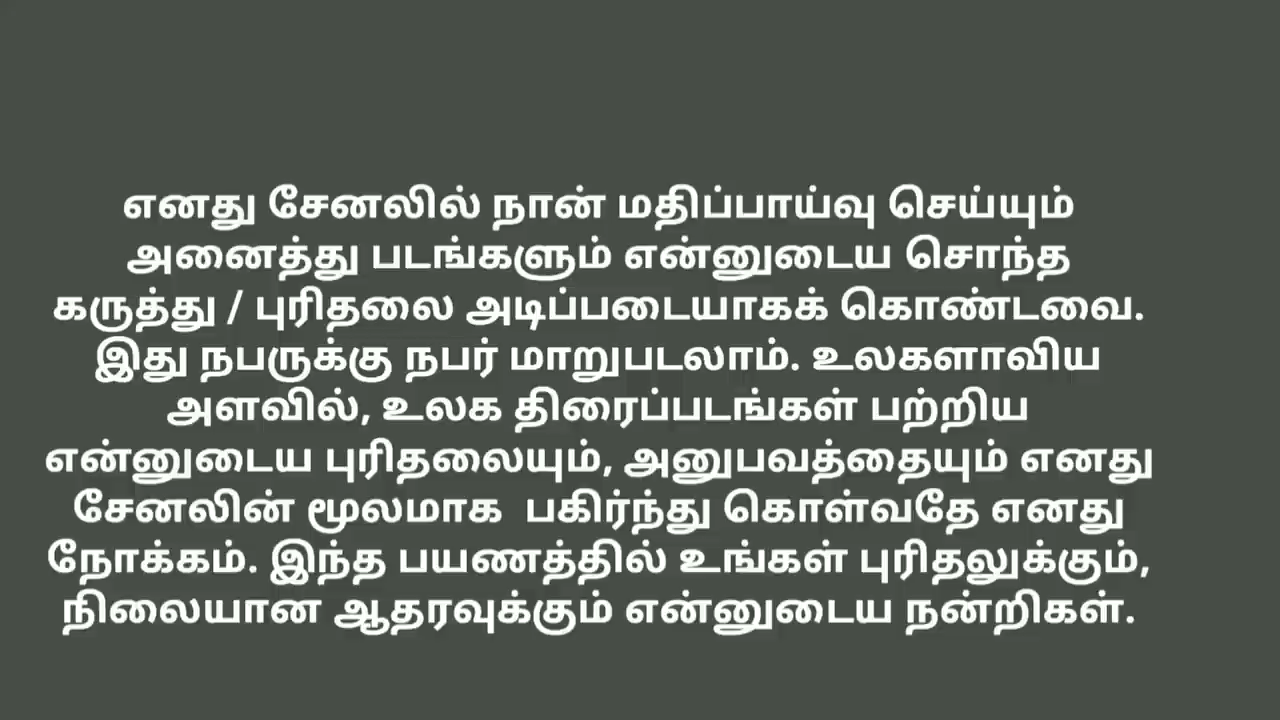 எனது சேனலில் நான் மதிப்பாய்வு செய்யும்
அனைத்து படங்களும் என்னுடைய சொந்த
கருத்து / புரிதலை அடிப்படையாகக் கொண்டவை.
இது நபருக்கு நபர் மாறுபடலாம். உலகளாவிய
அளவில், உலக திரைப்படங்கள் பற்றிய
என்னுடைய புரிதலையும், அனுபவத்தையும் எனது
சேனலின் மூலமாக பகிர்ந்து கொள்வதே எனது
நோக்கம். இந்த பயணத்தில் உங்கள் புரிதலுக்கும்,
நிலையான ஆதரவுக்கும் என்னுடைய நன்றிகள்.